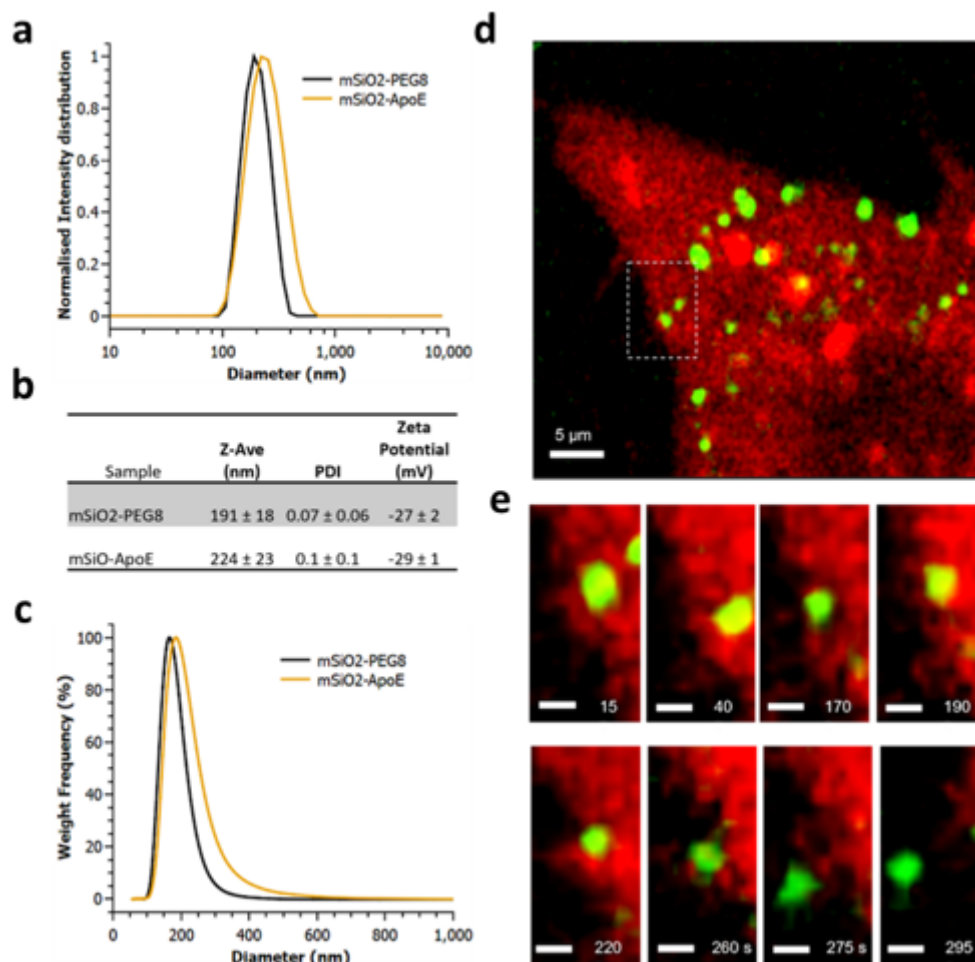 a
Normalised Intensity distribution
1
0.8
0.6
0.4
0.2
0
mSiO2-PEG8
mSiO2-ApoE
10
100
1,000
10,000
Diameter (nm)
b
Sample Z-Ave (nm) PDI Zeta Potential (mV)
mSiO2-PEG8 191 ± 18 0.07 ± 0.06 -27 ± 2
mSiO-ApoE 224 ± 23 0.1 ± 0.1 -29 ± 1
c
Weight Frequency (%)
100
80
60
40
20
0
mSiO2-PEG8
mSiO2-ApoE
0
200
400
600
800
1,000
Diameter (nm)
d
5 µm
e
15
40
170
190
220
260 s
275 s
295